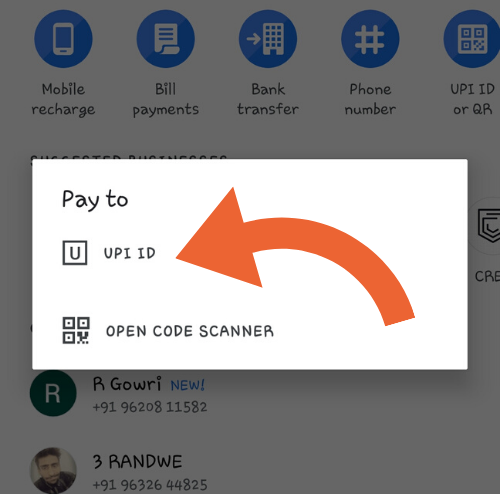 Mobile
recharge
Bill
payments
Bank
transfer
Phone
number
UPI ID
or QR
SUGGESTED BUSINESSES
Pay to
U UPI ID
CRE
OPEN CODE SCANNER
R R Gowri NEW!
+91 96208 11582
3 RANDWE
+91 96326 44825